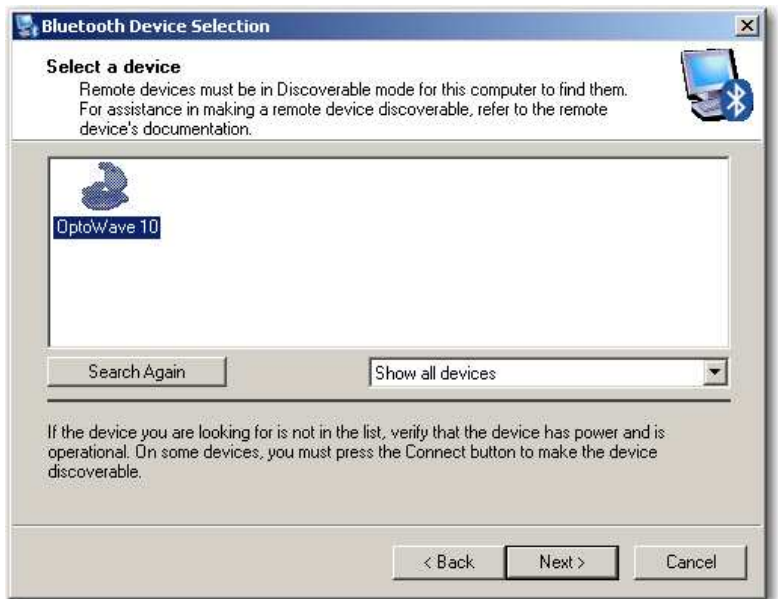 Bluetooth Device Selection
Select a device
Remote devices must be in Discoverable mode for this computer to find them.
For assistance in making a remote device discoverable, refer to the remote
device's documentation.
OptoWave 10
Search Again
Show all devices
If the device you are looking for is not in the list, verify that the device has power and is
operational. On some devices, you must press the Connect button to make the device
discoverable.
< Back
Next >
Cancel